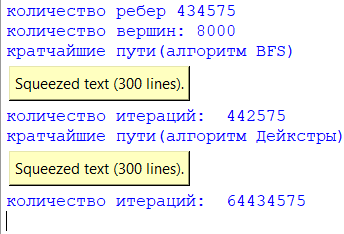 количество ребер 434575
количество вершин: 8000
кратчайшие пути(алгоритм BFS)
Squeezed text (300 lines).
количество итераций:  442575
кратчайшие пути(алгоритм Дейкстры)
Squeezed text (300 lines).
количество итераций:  64434575